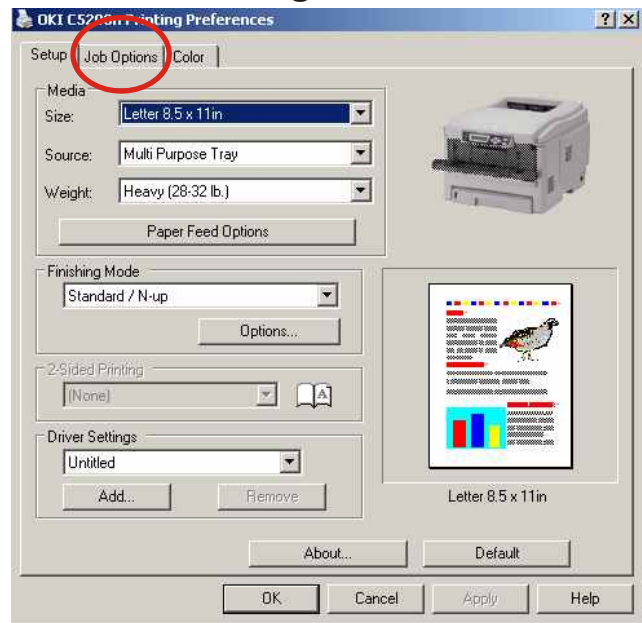 OKI C5200n Printing Preferences
Setup Job Options Color
Media
Size: Letter 8.5 x 11in
Source: Multi Purpose Tray
Weight: Heavy (28-32 lb.)
Paper Feed Options
Finishing Mode
Standard / N-up
Options...
2-Sided Printing
(None)
A
Driver Settings
Untitled
Add... Remove
Letter 8.5 x 11in
About... Default
OK Cancel Apply Help